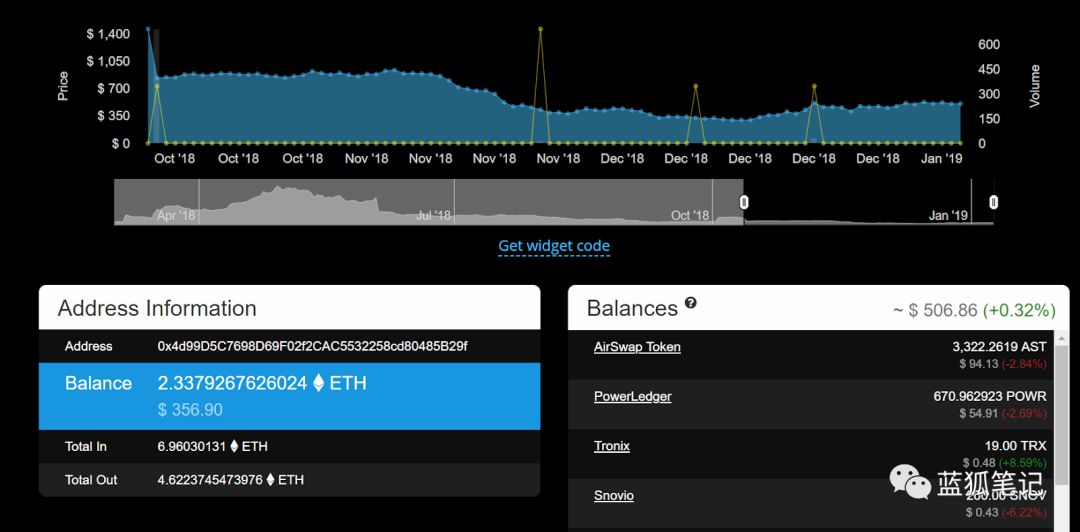 $ 1,400
$ 1,050
$ 700
$ 350
$ 0
Price
600
450
300
150
0
Volume
Oct '18 Oct '18 Oct '18 Nov '18 Nov '18 Nov '18 Nov '18 Dec '18 Dec '18 Dec '18 Dec '18 Dec '18 Jan '19
Apr '18 Jul '18 Oct '18 Jan '19
Get widget code
Address Information
Address 0x4d99D5C7698D69F02f2CAC5532258cd80485B29f
Balance 2.3379267626024 ETH
$ 356.90
Total In 6.96030131 ETH
Total Out 4.6223745473976 ETH
Balances ?
~ $ 506.86 (+0.32%)
AirSwap Token 3,322.2619 AST
$ 94.13 (-2.84%)
PowerLedger 670.962923 POWR
$ 54.91 (-2.69%)
Tronix 19.00 TRX
$ 0.48 (+8.59%)
Snovio 200.00 SNOV
$ 0.43 (-6.22%)
蓝狐笔记